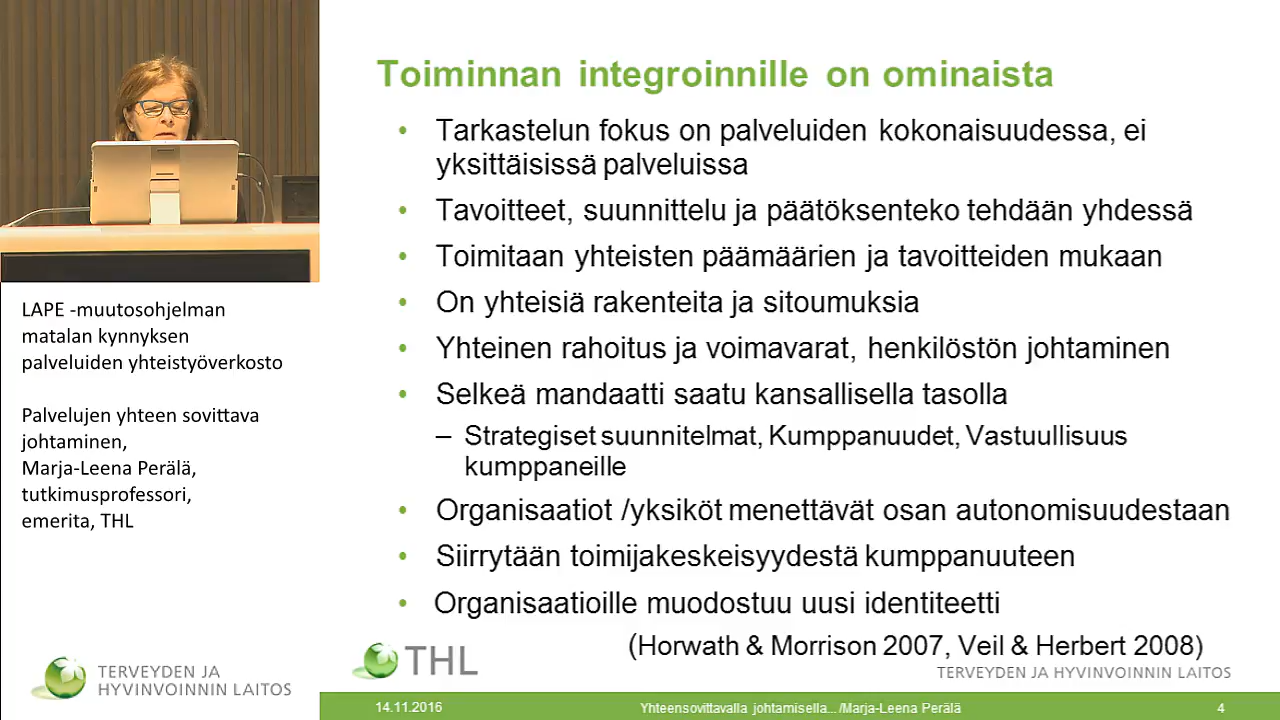 LAPE -muutosohjelman
matalan kynnyksen
palveluiden yhteistyöverkosto
Palvelujen yhteen sovittava
johtaminen,
Marja-Leena Perälä,
tutkimusprofessori,
emerita, THL
TERVEYDEN JA
HYVINVOINNIN LAITOS
Toiminnan integroinnille on ominaista
• Tarkastelun fokus on palveluiden kokonaisuudessa, ei
yksittäisissä palveluissa
• Tavoitteet, suunnittelu ja päätöksenteko tehdään yhdessä
• Toimitaan yhteisten päämäärien ja tavoitteiden mukaan
• On yhteisiä rakenteita ja sitoumuksia
• Yhteinen rahoitus ja voimavarat, henkilöstön johtaminen
• Selkeä mandaatti saatu kansallisella tasolla
– Strategiset suunnitelmat, Kumppanuudet, Vastuullisuus
kumppaneille
• Organisaatiot /yksiköt menettävät osan autonomisuudestaan
• Siirrytään toimijakeskeisyydestä kumppanuuteen
• Organisaatioille muodostuu uusi identiteetti
(Horwath & Morrison 2007, Veil & Herbert 2008)
THL
TERVEYDEN JA HYVINVOINNIN LAITOS
14.11.2016
Yhteensovittavalla johtamisella... /Marja-Leena Perälä
4